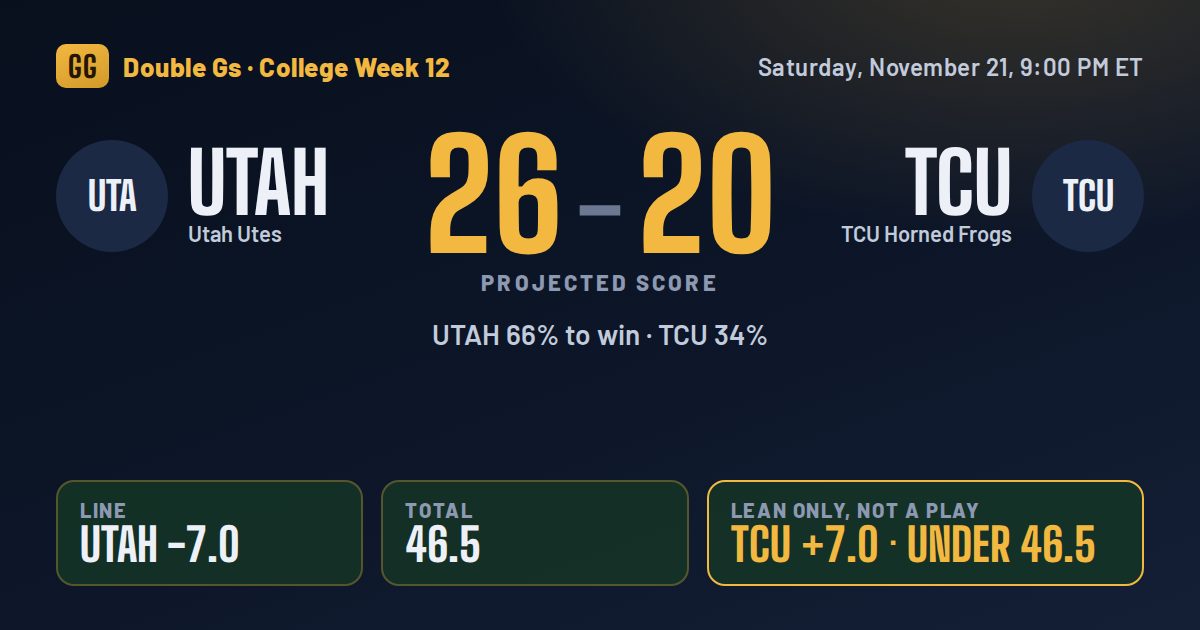 GG Double Gs · College Week 12
Saturday, November 21, 9:00 PM ET
UTA
UTAH
Utah Utes
26 – 20
PROJECTED SCORE
UTAH 66% to win · TCU 34%
TCU
TCU Horned Frogs
TCU
LINE
UTAH −7.0
TOTAL
46.5
LEAN ONLY, NOT A PLAY
TCU +7.0 · UNDER 46.5